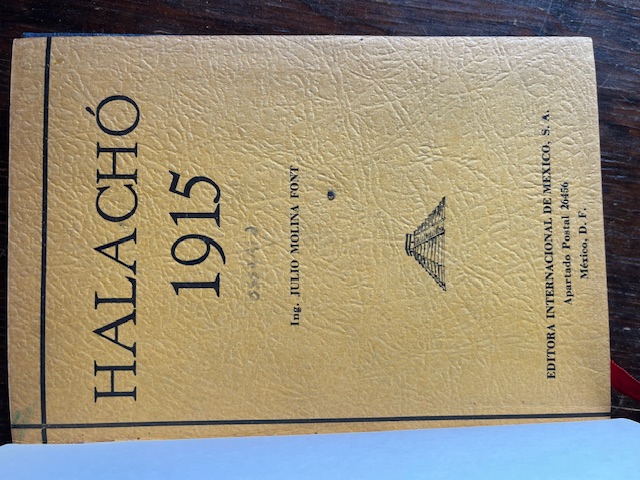 HALACHÓ
1915
Ing. JULIO MOLINA FONT
EDITORA INTERNACIONAL DE MEXICO, S. A.
Apartado Postal 26456
México, D. F.